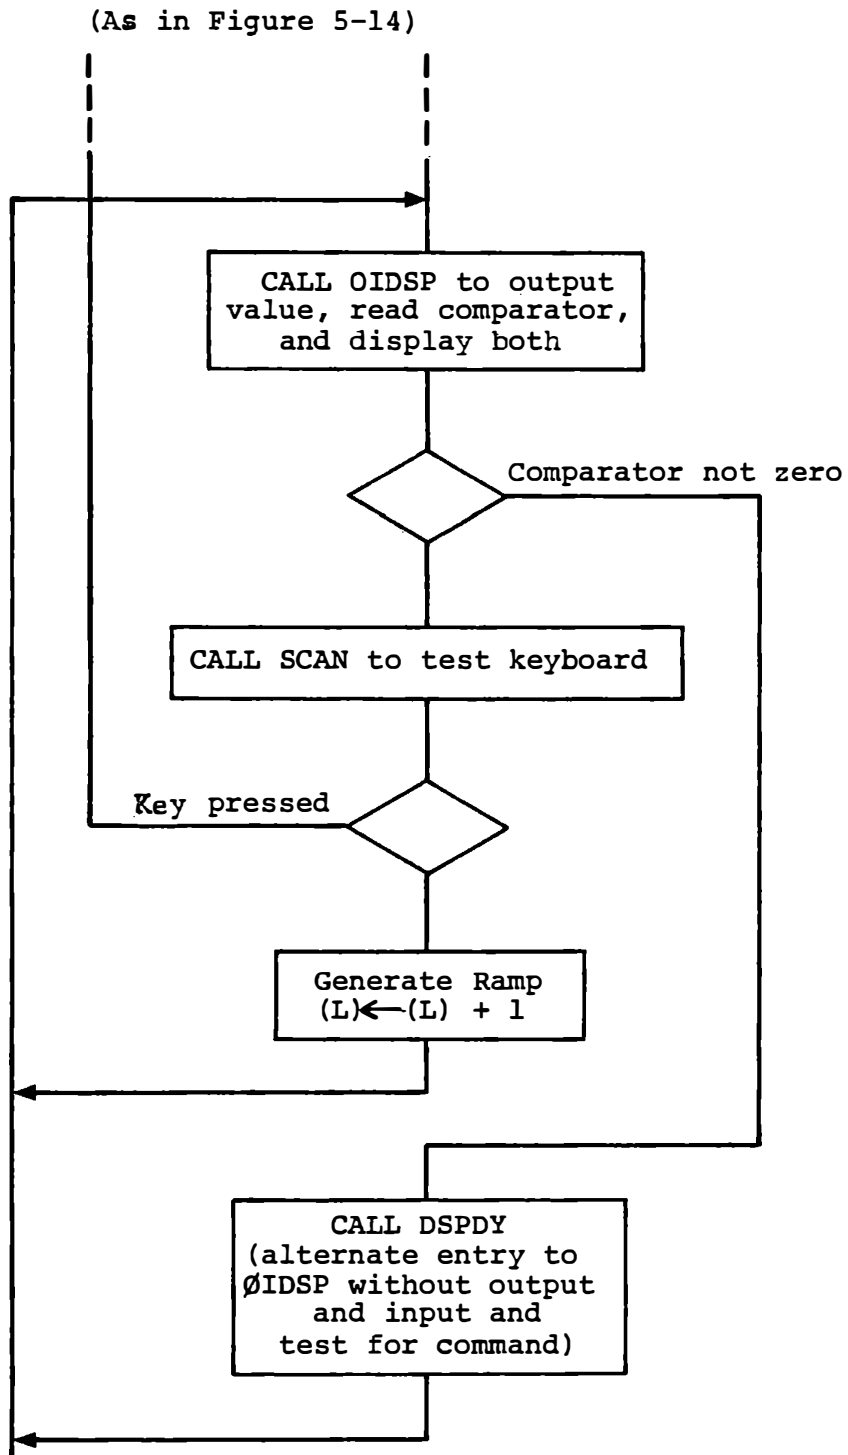 (As in Figure 5-14)
CALL OIDSP to output
value, read comparator,
and display both
Comparator not zero
CALL SCAN to test keyboard
Key pressed
Generate Ramp
(L)←(L) + 1
CALL DSPDY
(alternate entry to
ØIDSP without output
and input and
test for command)